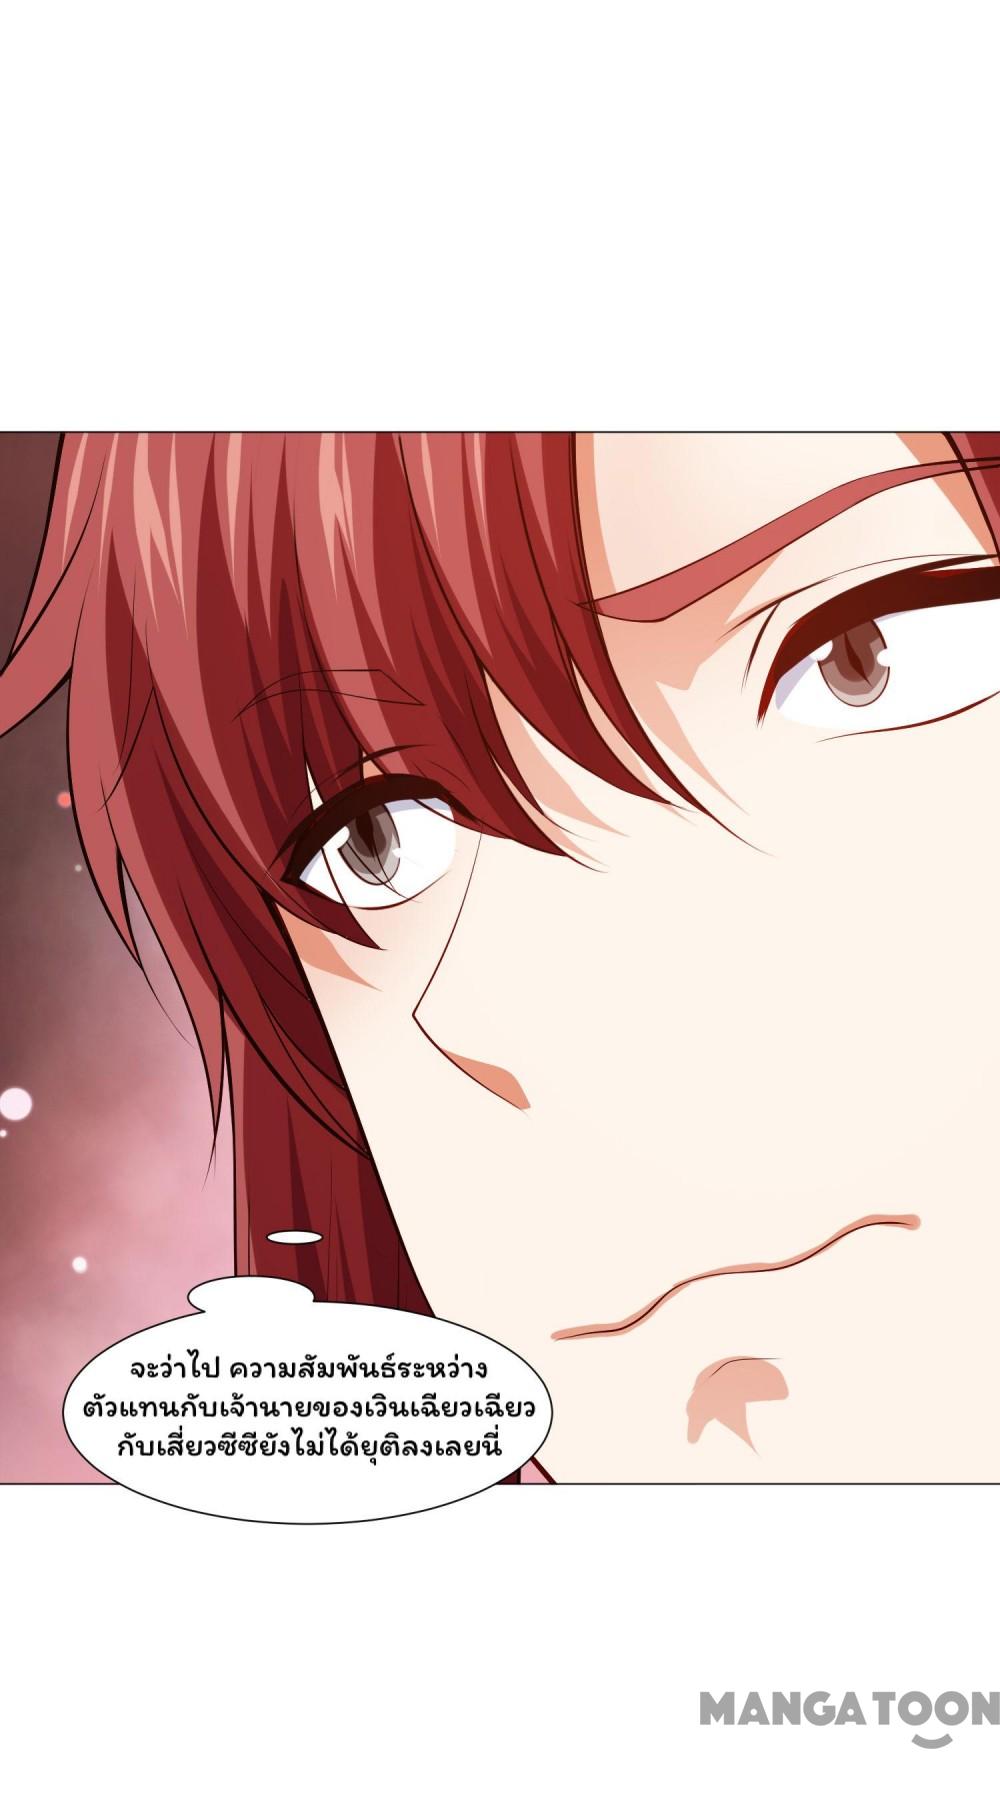 จะว่าไป ความสัมพันธ์ระหว่าง
ตัวแทนกับเจ้านายของเวินเฉียวเฉียว
กับเสี่ยวซีซียังไม่ได้ยุติลงเลยนี่
MANGATOON